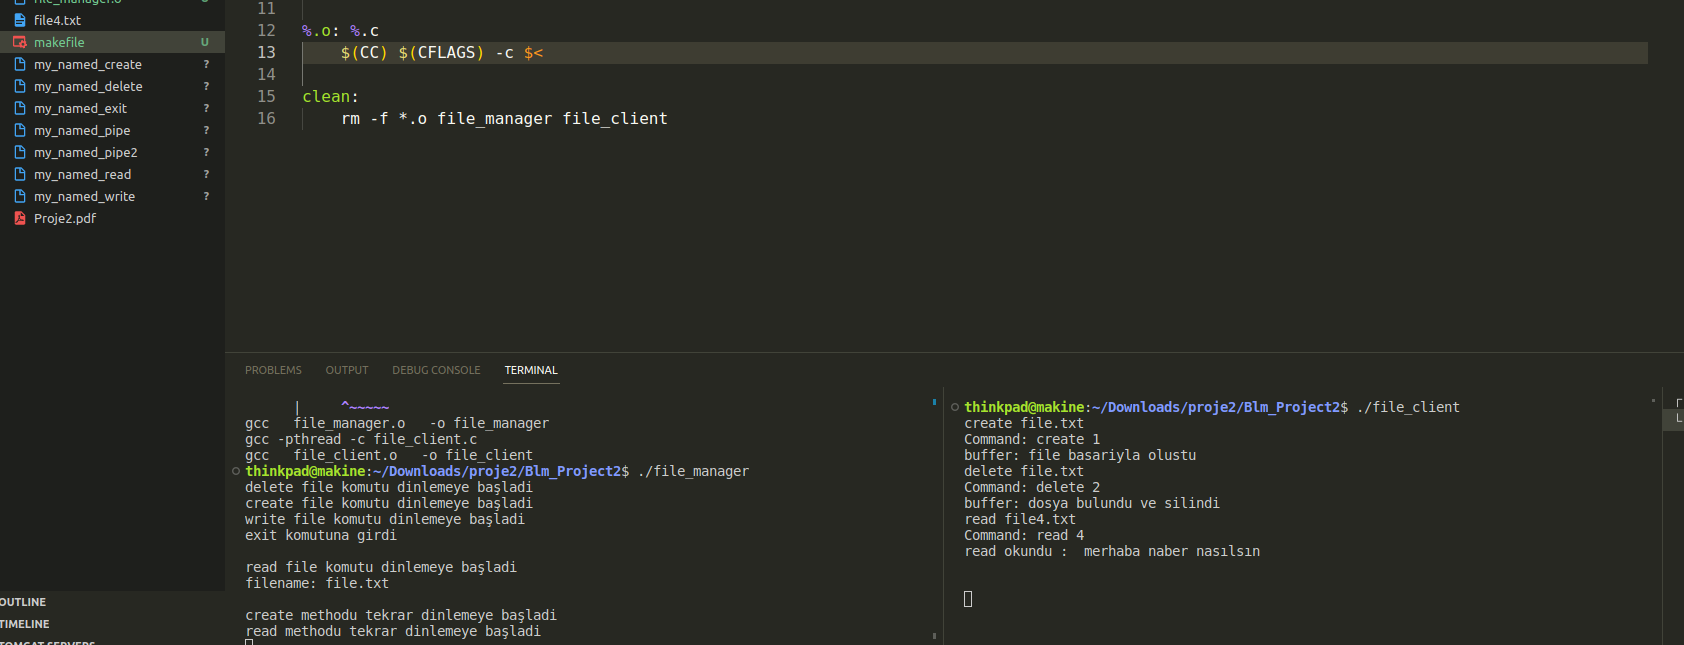 file_manager.o
file4.txt
makefile U
my_named_create ?
my_named_delete ?
my_named_exit ?
my_named_pipe ?
my_named_pipe2 ?
my_named_read ?
my_named_write ?
Proje2.pdf
OUTLINE
TIMELINE
TOMCAT SERVERS
11
12 %.o: %.c
13 $(CC) $(CFLAGS) -c $<
14
15 clean:
16 rm -f *.o file_manager file_client
PROBLEMS OUTPUT DEBUG CONSOLE TERMINAL
| ^~~~~~
gcc   file_manager.o   -o file_manager
gcc -pthread -c file_client.c
gcc   file_client.o   -o file_client
thinkpad@makine:~/Downloads/proje2/Blm_Project2$ ./file_manager
delete file komutu dinlemeye başladi
create file komutu dinlemeye başladi
write file komutu dinlemeye başladi
exit komutuna girdi
read file komutu dinlemeye başladi
filename: file.txt
create methodu tekrar dinlemeye başladi
read methodu tekrar dinlemeye başladi
thinkpad@makine:~/Downloads/proje2/Blm_Project2$ ./file_client
create file.txt
Command: create 1
buffer: file basariyla olustu
delete file.txt
Command: delete 2
buffer: dosya bulundu ve silindi
read file4.txt
Command: read 4
read okundu :  merhaba naber nasılsın